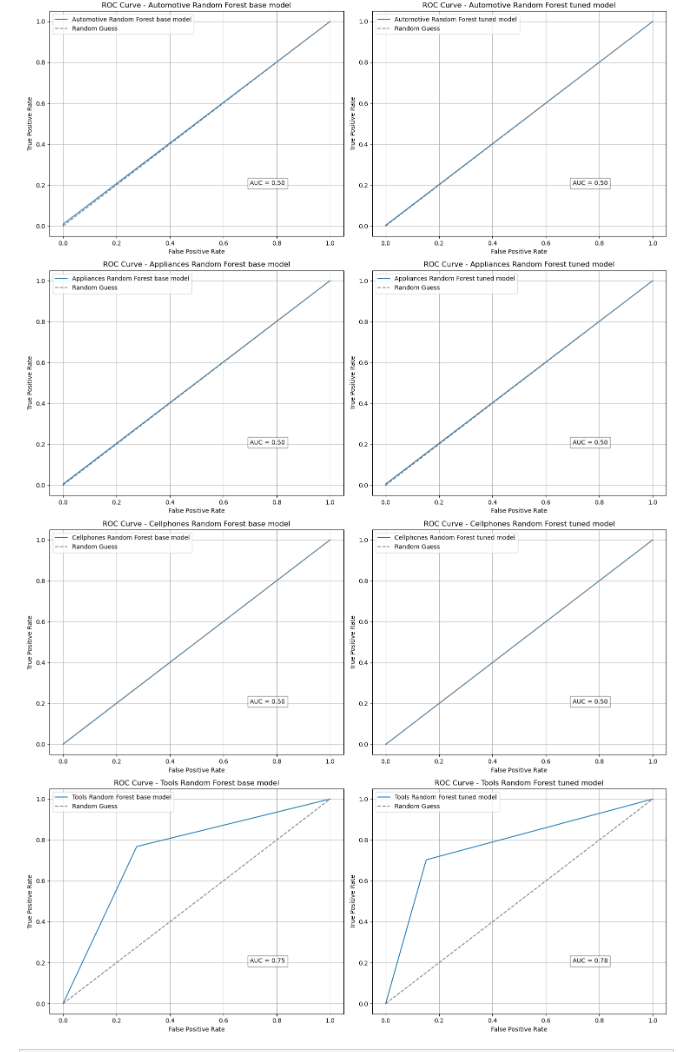 ROC Curve - Automotive Random Forest base model
Automotive Random Forest base model
Random Guess
True Positive Rate
1.0
0.8
0.6
0.4
0.2
0.0
AUC = 0.50
0.0 0.2 0.4 0.6 0.8 1.0
False Positive Rate
ROC Curve - Automotive Random Forest tuned model
Automotive Random Forest tuned model
Random Guess
True Positive Rate
1.0
0.8
0.6
0.4
0.2
0.0
AUC = 0.50
0.0 0.2 0.4 0.6 0.8 1.0
False Positive Rate
ROC Curve - Appliances Random Forest base model
Appliances Random Forest base model
Random Guess
True Positive Rate
1.0
0.8
0.6
0.4
0.2
0.0
AUC = 0.50
0.0 0.2 0.4 0.6 0.8 1.0
False Positive Rate
ROC Curve - Appliances Random Forest tuned model
Appliances Random Forest tuned model
Random Guess
True Positive Rate
1.0
0.8
0.6
0.4
0.2
0.0
AUC = 0.50
0.0 0.2 0.4 0.6 0.8 1.0
False Positive Rate
ROC Curve - Cellphones Random Forest base model
Cellphones Random Forest base model
Random Guess
True Positive Rate
1.0
0.8
0.6
0.4
0.2
0.0
AUC = 0.50
0.0 0.2 0.4 0.6 0.8 1.0
False Positive Rate
ROC Curve - Cellphones Random Forest tuned model
Cellphones Random Forest tuned model
Random Guess
True Positive Rate
1.0
0.8
0.6
0.4
0.2
0.0
AUC = 0.50
0.0 0.2 0.4 0.6 0.8 1.0
False Positive Rate
ROC Curve - Tools Random Forest base model
Tools Random Forest base model
Random Guess
True Positive Rate
1.0
0.8
0.6
0.4
0.2
0.0
AUC = 0.75
0.0 0.2 0.4 0.6 0.8 1.0
False Positive Rate
ROC Curve - Tools Random Forest tuned model
Tools Random Forest tuned model
Random Guess
True Positive Rate
1.0
0.8
0.6
0.4
0.2
0.0
AUC = 0.78
0.0 0.2 0.4 0.6 0.8 1.0
False Positive Rate